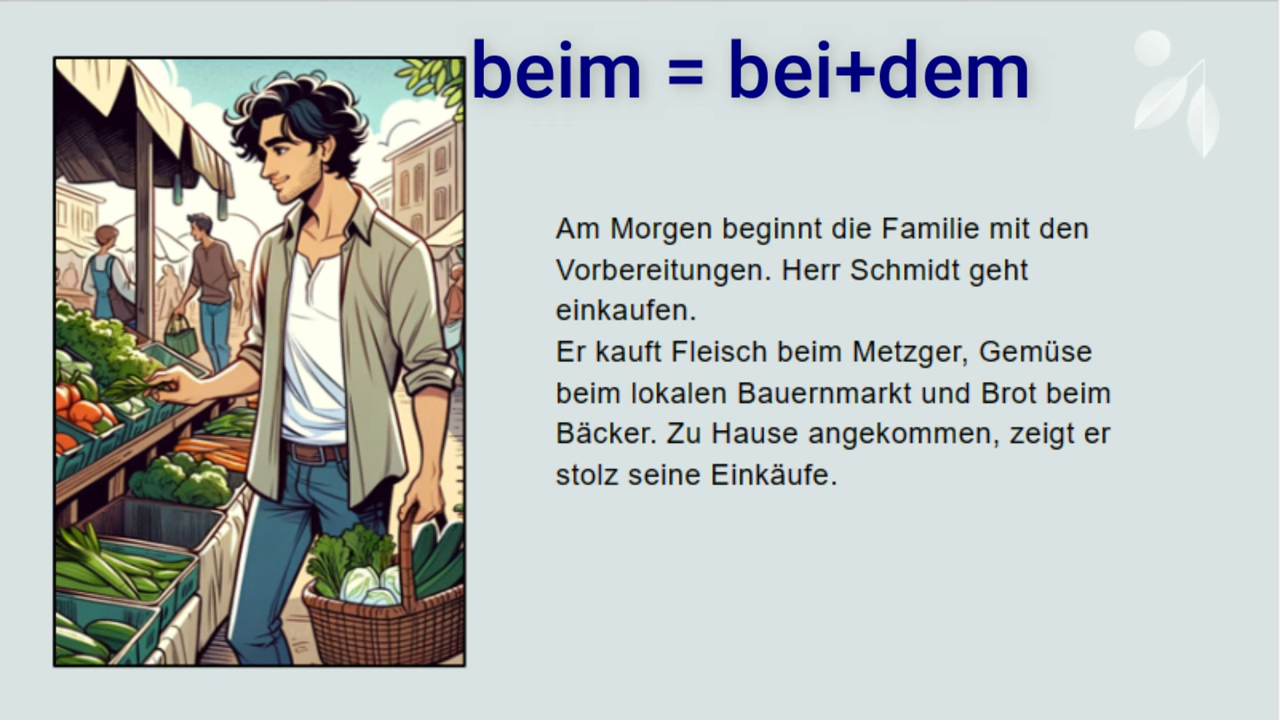 beim = bei+dem
Am Morgen beginnt die Familie mit den
Vorbereitungen. Herr Schmidt geht
einkaufen.
Er kauft Fleisch beim Metzger, Gemüse
beim lokalen Bauernmarkt und Brot beim
Bäcker. Zu Hause angekommen, zeigt er
stolz seine Einkäufe.